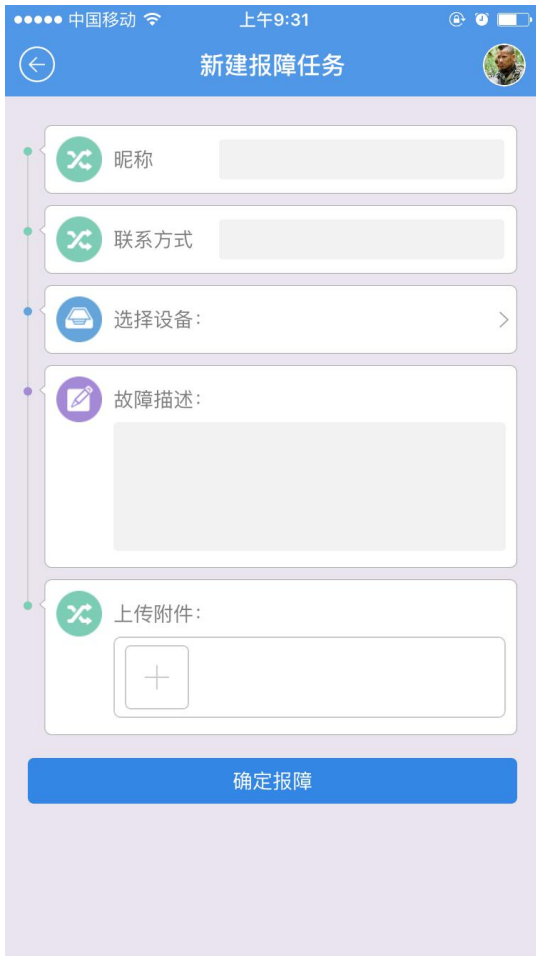 中国移动 上午9:31
新建报障任务
昵称
联系方式
选择设备：
故障描述：
上传附件：
确定报障